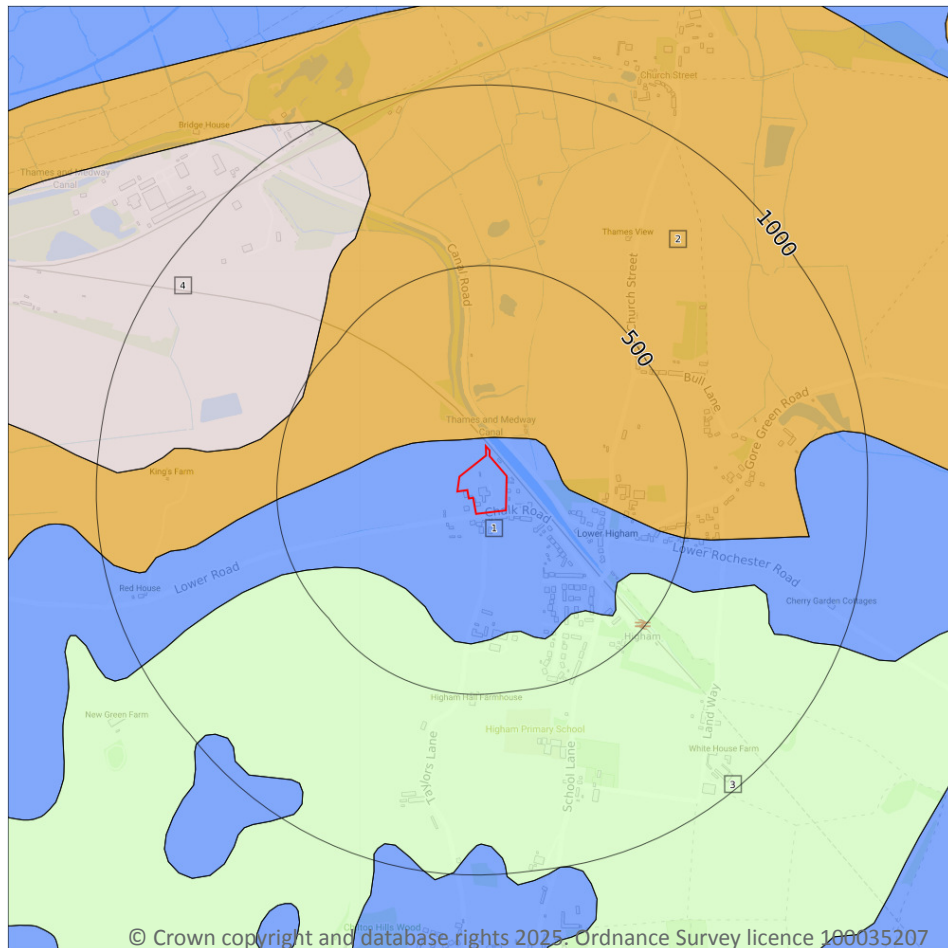 Church Street
Bridge House
Thames and Medway
Canal
1000
Thames View
2
Canal Road
4
Church Street
500
Bull Lane
Gore Green Road
Thames and Medway
Canal
King's Farm
Chalk Road
1
Lower Higham
Lower Rochester Road
Lower Road
Red House
Cherry Garden Cottages
Higham
Higham Hall Farmhouse
New Green Farm
Land Way
Higham Primary School
White House Farm
Taylors Lane
School Lane
3
Hills Wood
© Crown copyright and database rights 2025. Ordnance Survey licence 100035207